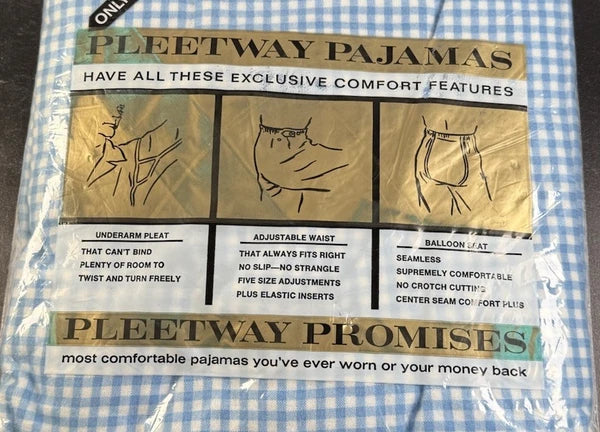 ONLY
PLEETWAY PAJAMAS
HAVE ALL THESE EXCLUSIVE COMFORT FEATURES
UNDERARM PLEAT
THAT CAN'T BIND
PLENTY OF ROOM TO
TWIST AND TURN FREELY
ADJUSTABLE WAIST
THAT ALWAYS FITS RIGHT
NO SLIP—NO STRANGLE
FIVE SIZE ADJUSTMENTS
PLUS ELASTIC INSERTS
BALLOON SEAT
SEAMLESS
SUPREMELY COMFORTABLE
NO CROTCH CUTTING
CENTER SEAM COMFORT PLUS
PLEETWAY PROMISES
most comfortable pajamas you've ever worn or your money back